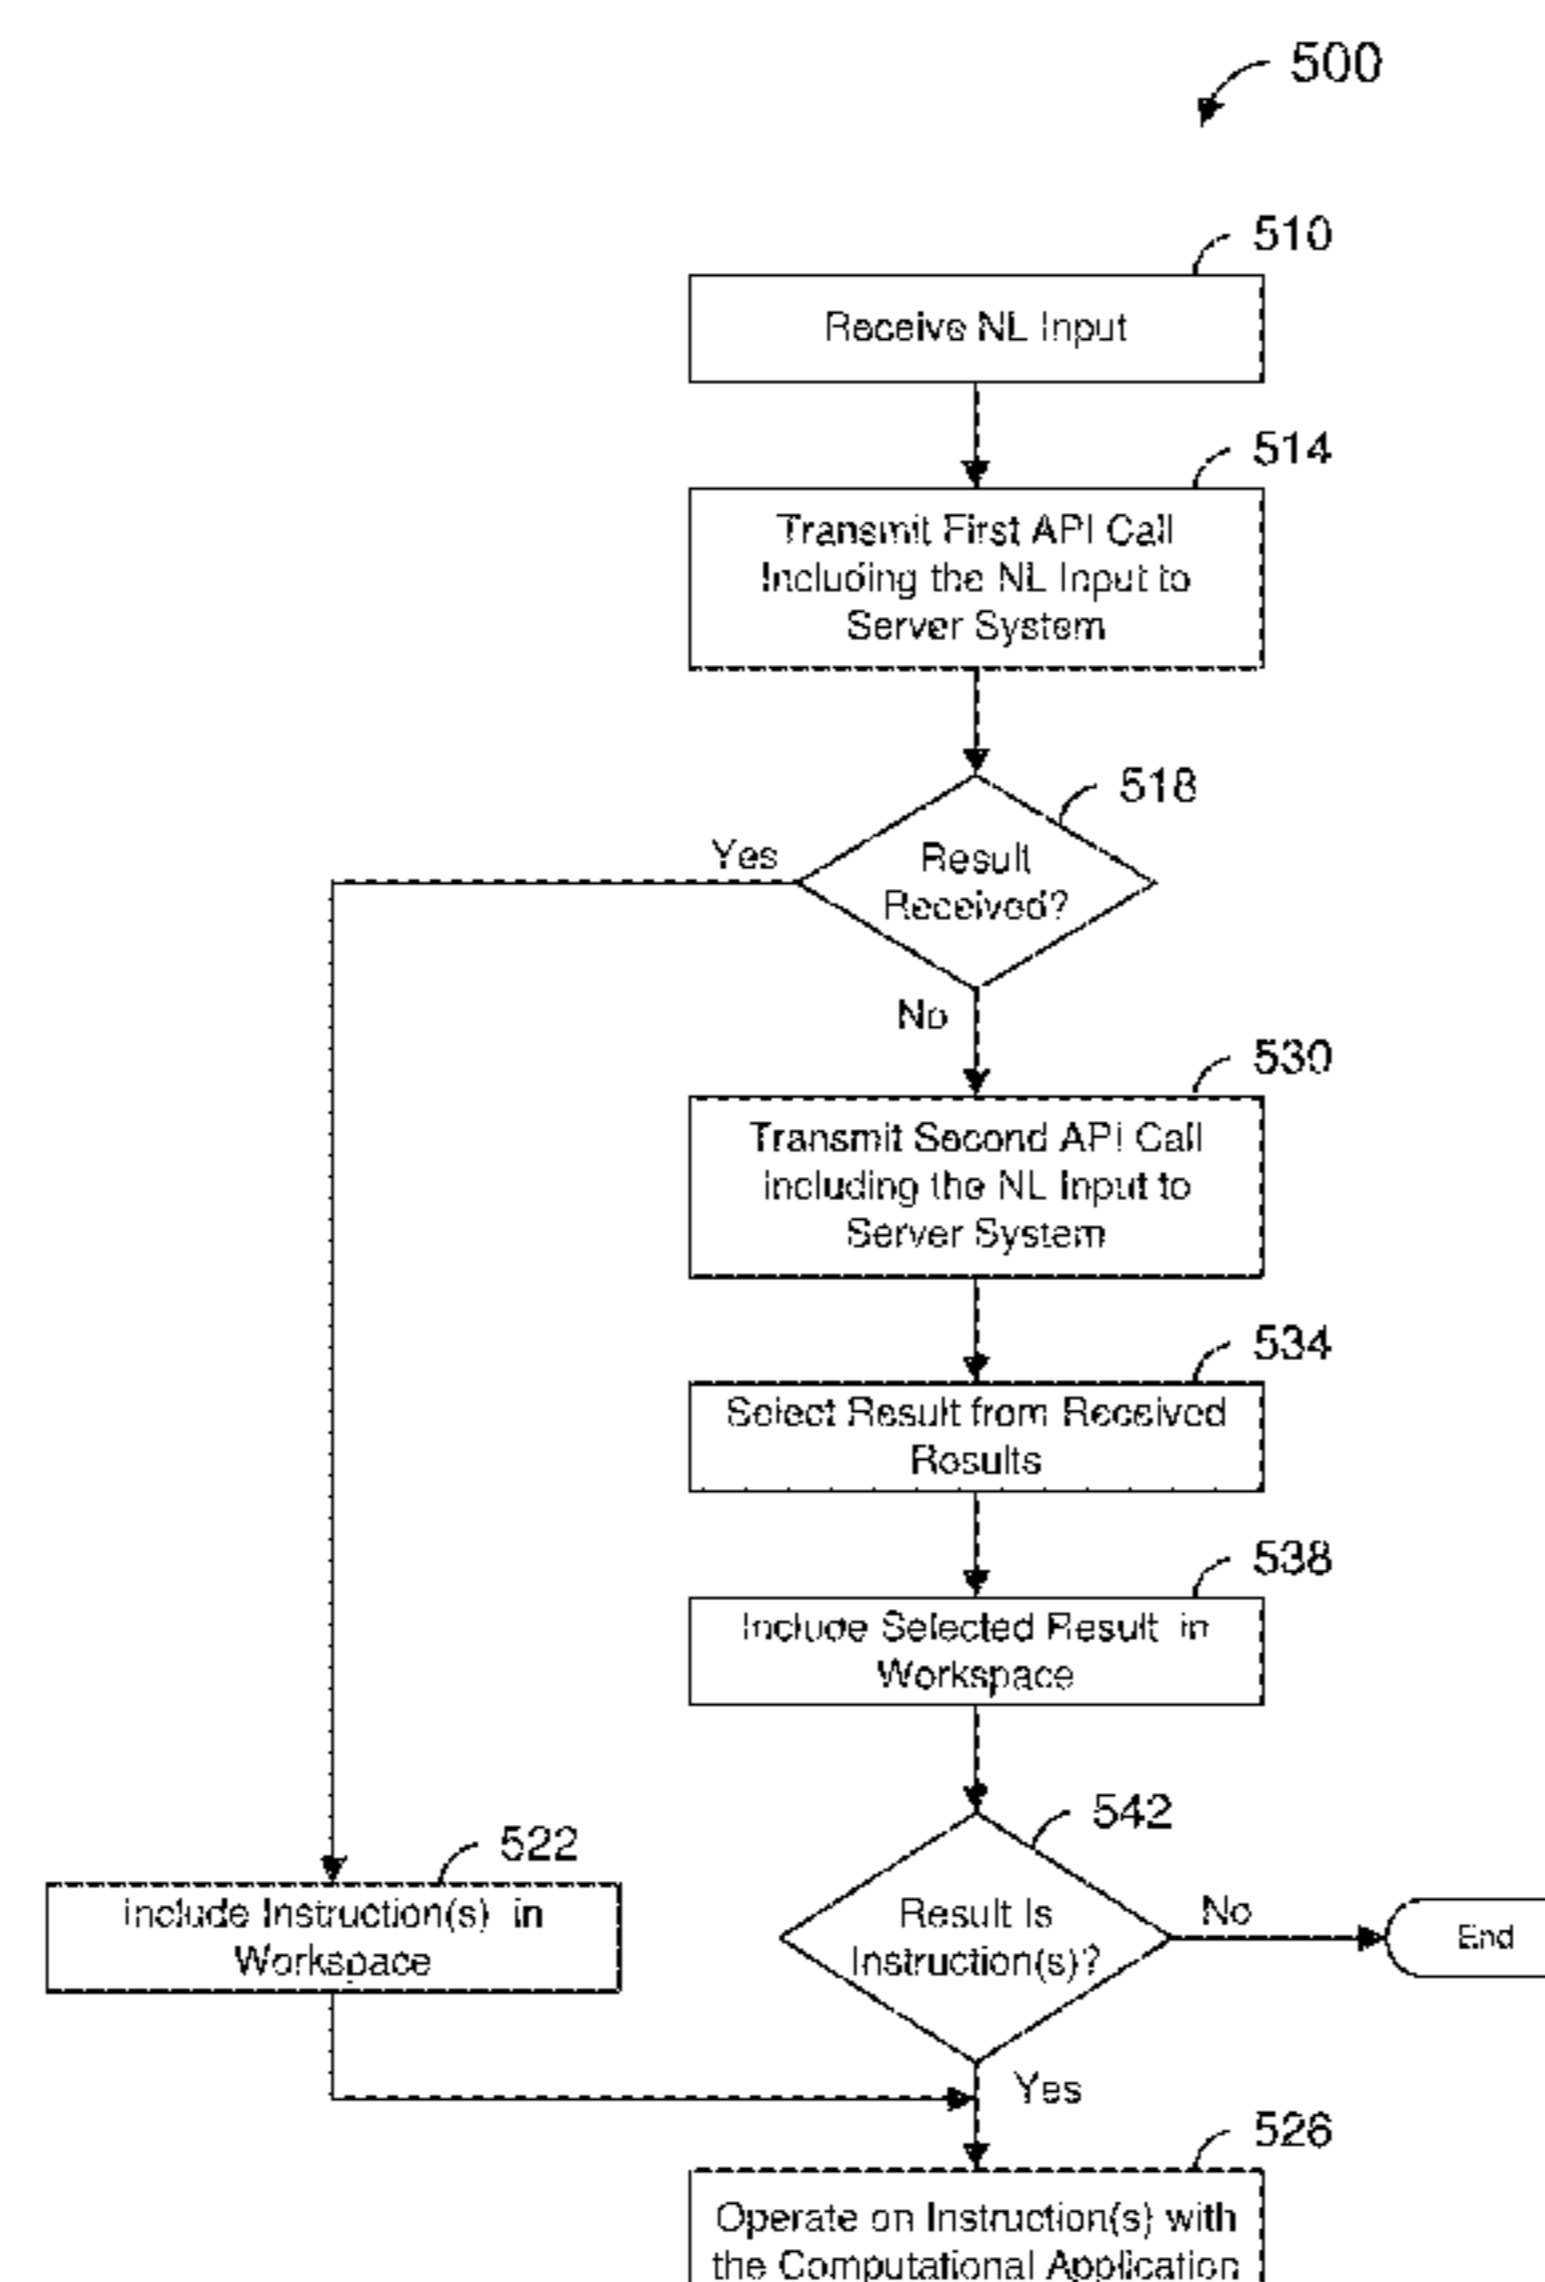 500
510
Receive NL Input
514
Transmit First API Call
Including the NL Input to
Server System
518
Yes
Result
Received?
No
530
Transmit Second API Call
including the NL Input to
Server System
534
Select Result from Received
Results
538
Include Selected Result in
Workspace
542
522
include Instruction(s) in
Workspace
Result Is
Instruction(s)?
No
End
Yes
526
Operate on Instruction(s) with
the Computational Application